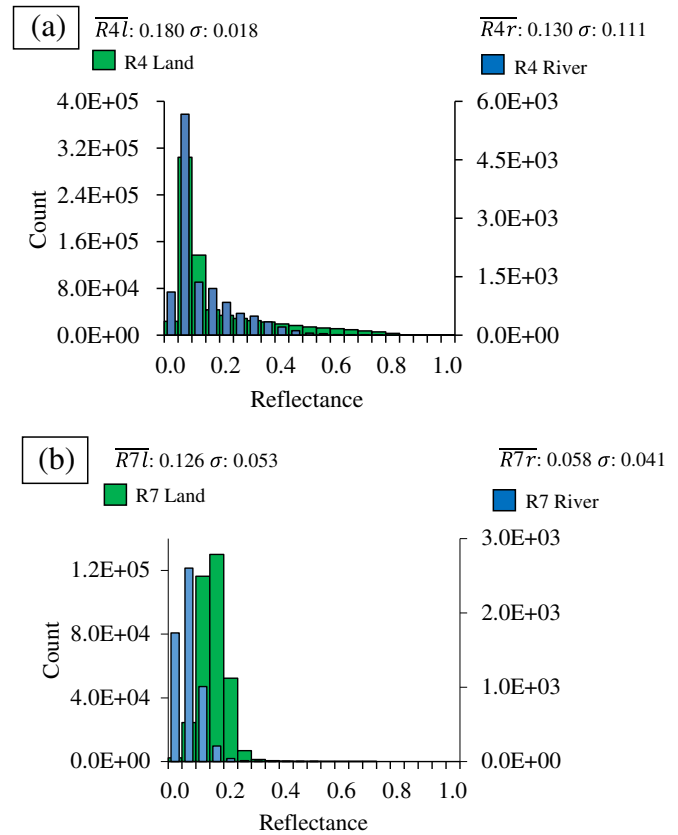 (a) R4l: 0.180 σ: 0.018 R4r: 0.130 σ: 0.111
R4 Land R4 River
4.0E+05 6.0E+03
3.2E+05
4.5E+03
2.4E+05
3.0E+03
Count
1.6E+05
1.5E+03
8.0E+04
0.0E+00 0.0E+00
0.0 0.2 0.4 0.6 0.8 1.0
Reflectance
(b) R7l: 0.126 σ: 0.053 R7r: 0.058 σ: 0.041
R7 Land R7 River
3.0E+03
1.2E+05
2.0E+03
8.0E+04
Count
1.0E+03
4.0E+04
0.0E+00 0.0E+00
0.0 0.2 0.4 0.6 0.8 1.0
Reflectance